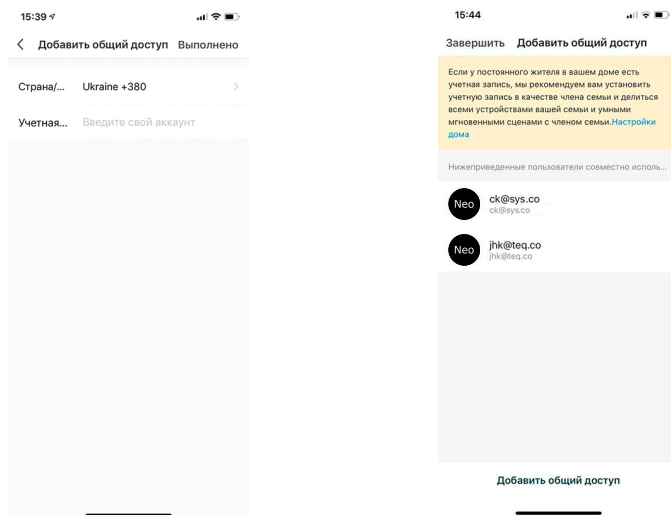 15:39
Добавить общий доступ Выполнено
Страна/... Ukraine +380
Учетная... Введите свой аккаунт
15:44
Завершить Добавить общий доступ
Если у постоянного жителя в вашем доме есть
учетная запись, мы рекомендуем вам установить
учетную запись в качестве члена семьи и делиться
всеми устройствами вашей семьи и умными
мгновенными сценами с членом семьи.Настройки
дома
Нижеприведенные пользователи совместно исполь...
Neo ck@sys.co
ck@sys.co
Neo jhk@teq.co
jhk@teq.co
Добавить общий доступ